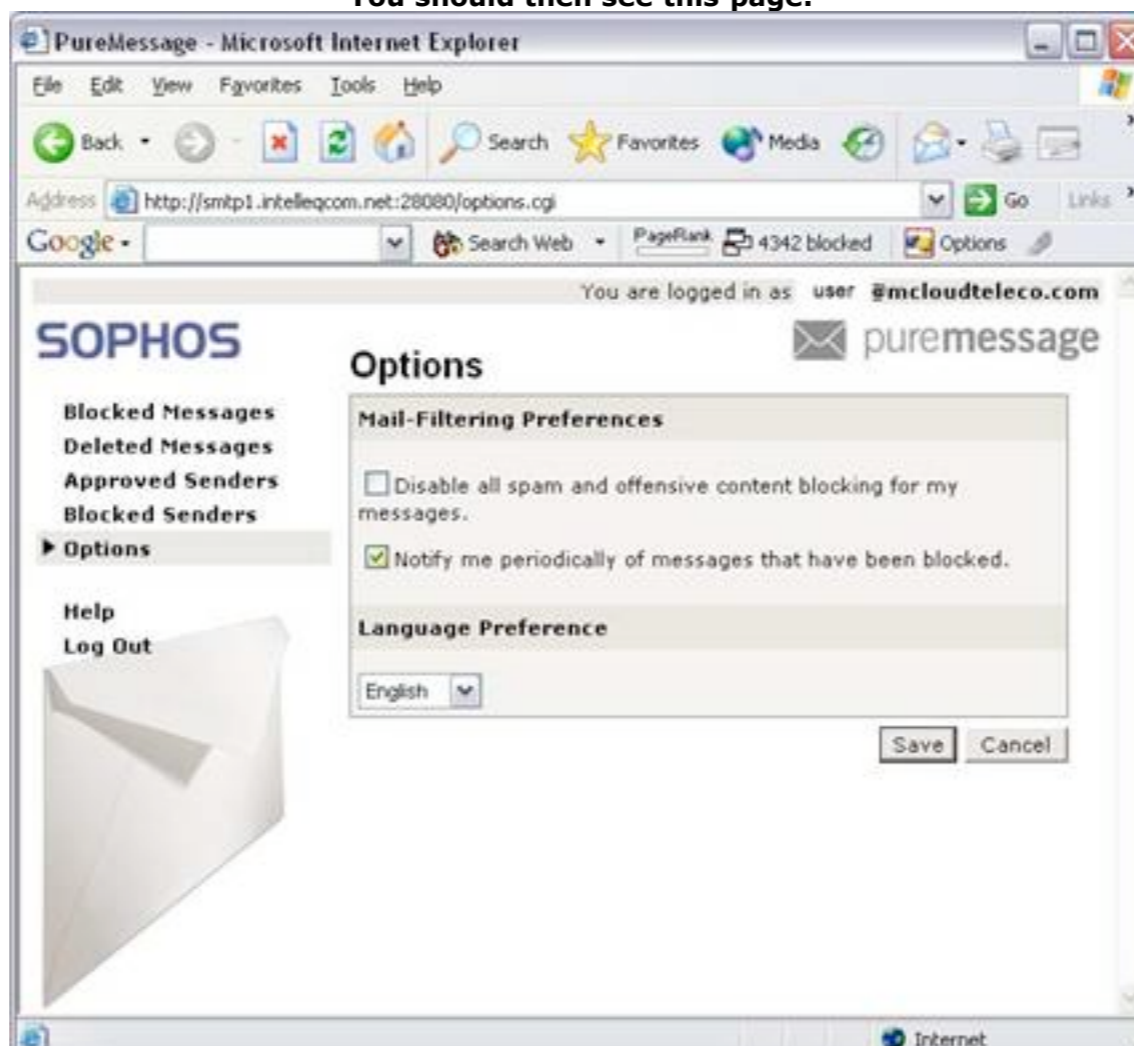 You should then see this page.
PureMessage - Microsoft Internet Explorer
File Edit View Favorites Tools Help
Back Search Favorites Media
Address http://smtp1.intelleqcom.net:28080/options.cgi Go Links
Google Search Web PageRank 4342 blocked Options
You are logged in as user @mcloudteleco.com
SOPHOS
puremessage
Options
Blocked Messages
Deleted Messages
Approved Senders
Blocked Senders
Options
Help
Log Out
Mail-Filtering Preferences
Disable all spam and offensive content blocking for my
messages.
Notify me periodically of messages that have been blocked.
Language Preference
English
Save Cancel
Internet